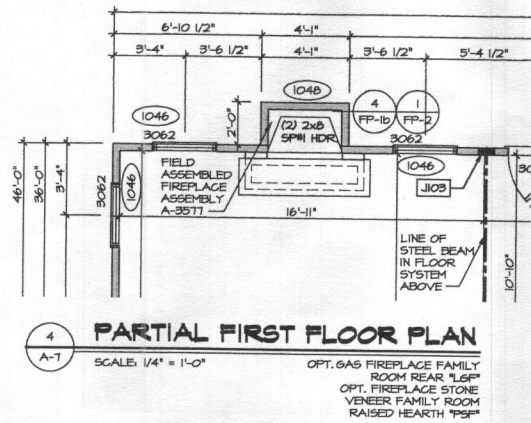 6'-10 1/2"
4'-1"
3'-4"
3'-6 1/2"
4'-1"
3'-6 1/2"
5'-4 1/2"
1046
3062
2'-0"
1048
(2) 2x8
SP#1 HDR
4
FP-1b
1
FP-2
3062
1046
46'-0"
36'-0"
3'-4"
3062
1046
FIELD
ASSEMBLED
FIREPLACE
ASSEMBLY
A-3577
J103
30
16'-11"
LINE OF
STEEL BEAM
IN FLOOR
SYSTEM
ABOVE
10'-10"
4
A-7
PARTIAL FIRST FLOOR PLAN
SCALE: 1/4" = 1'-0"
OPT. GAS FIREPLACE FAMILY
ROOM REAR "LGF"
OPT. FIREPLACE STONE
VENEER FAMILY ROOM
RAISED HEARTH "PSF"